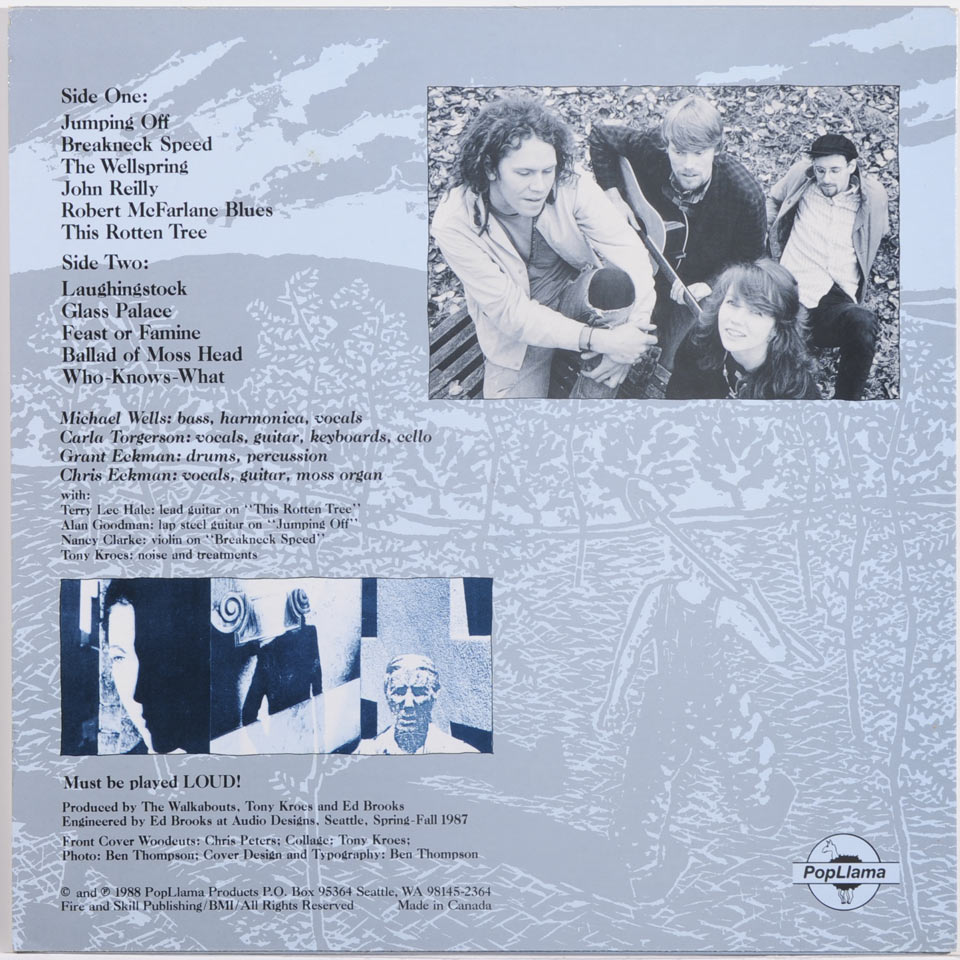 Side One:
Jumping Off
Breakneck Speed
The Wellspring
John Reilly
Robert McFarlane Blues
This Rotten Tree
Side Two:
Laughingstock
Glass Palace
Feast or Famine
Ballad of Moss Head
Who-Knows-What
Michael Wells: bass, harmonica, vocals
Carla Torgerson: vocals, guitar, keyboards, cello
Grant Eckman: drums, percussion
Chris Eckman: vocals, guitar, moss organ
with:
Terry Lee Hale: lead guitar on "This Rotten Tree"
Alan Goodman: lap steel guitar on "Jumping Off"
Nancy Clarke: violin on "Breakneck Speed"
Tony Kroes: noise and treatments
Must be played LOUD!
Produced by The Walkabouts, Tony Kroes and Ed Brooks
Engineered by Ed Brooks at Audio Designs, Seattle, Spring-Fall 1987
Front Cover Woodcuts: Chris Peters; Collage: Tony Kroes;
Photo: Ben Thompson; Cover Design and Typography: Ben Thompson
© and ℗ 1988 PopLlama Products P.O. Box 95364 Seattle, WA 98145-2364
Fire and Skill Publishing/BMI/All Rights Reserved Made in Canada
PopLlama